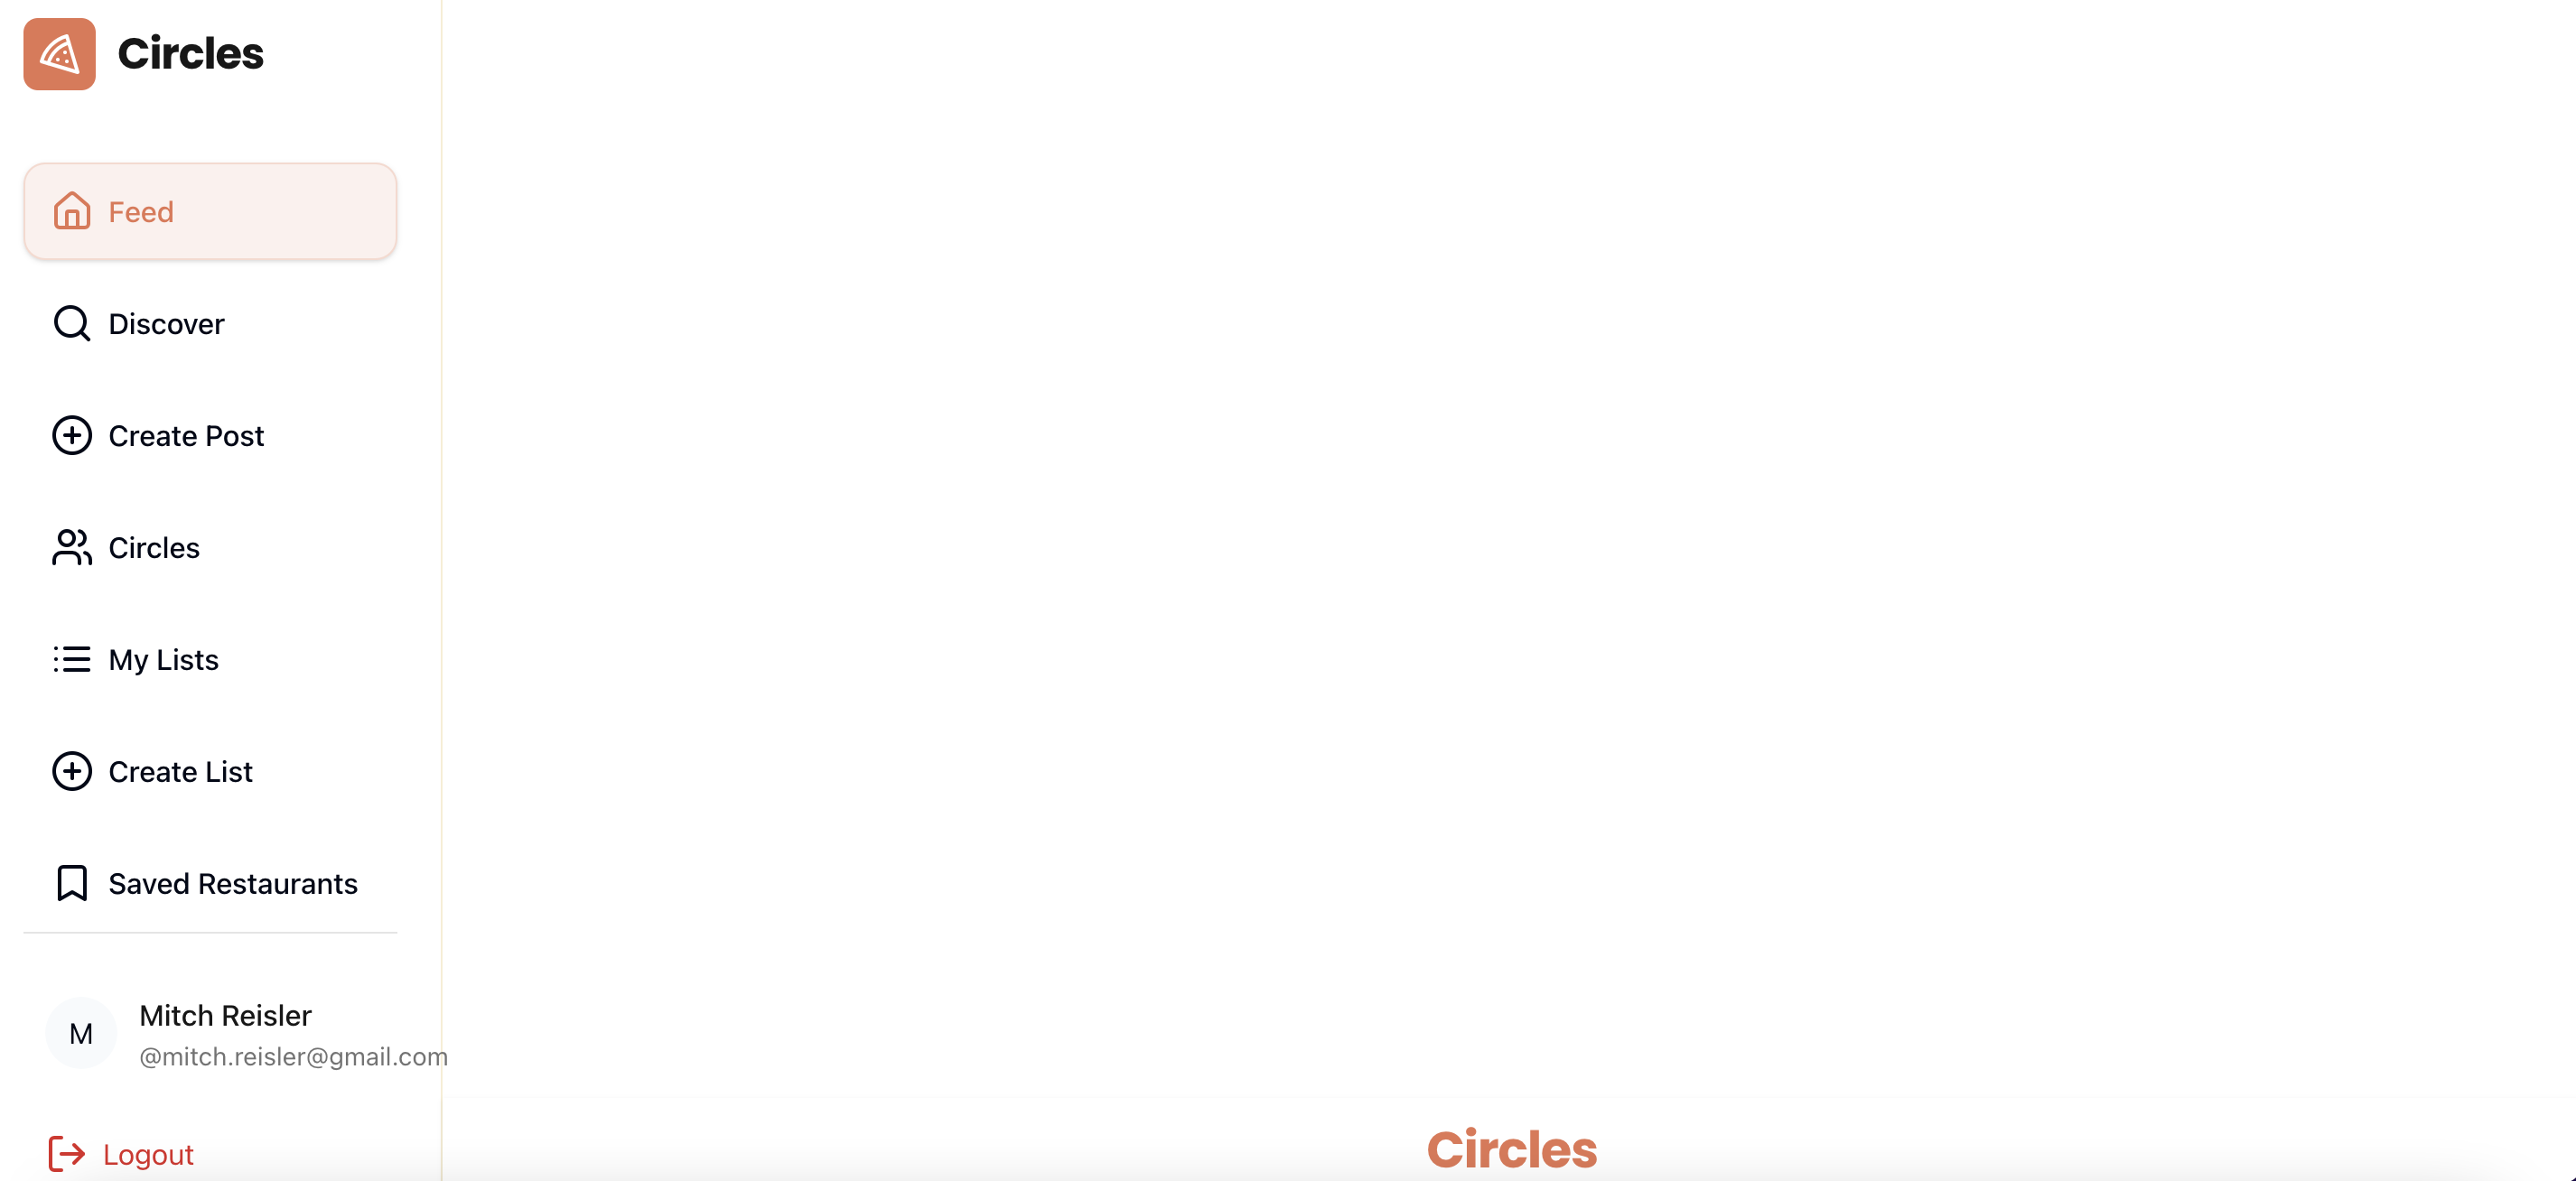 Circles
Feed
Discover
Create Post
Circles
My Lists
Create List
Saved Restaurants
M
Mitch Reisler
@mitch.reisler@gmail.com
Logout
Circles